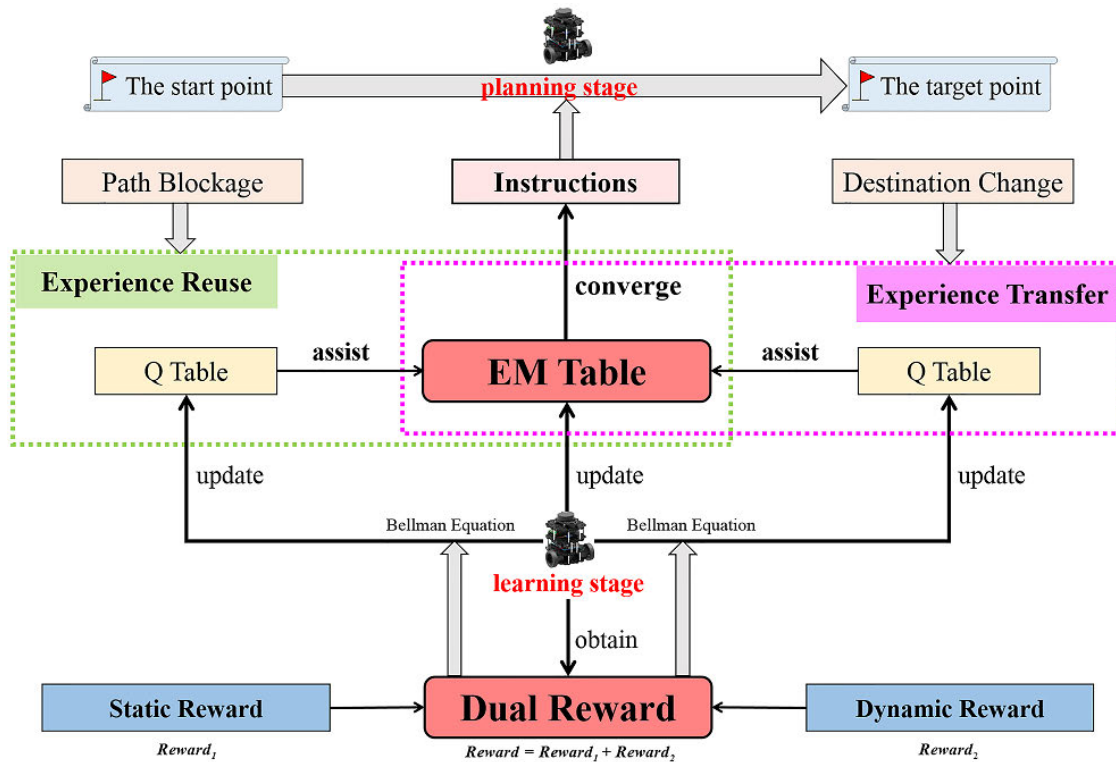 The start point
planning stage
The target point
Path Blockage
Instructions
Destination Change
Experience Reuse
converge
Experience Transfer
Q Table
assist
EM Table
assist
Q Table
update
update
update
Bellman Equation
Bellman Equation
learning stage
obtain
Static Reward
Dual Reward
Dynamic Reward
Reward₁
Reward = Reward₁ + Reward₂
Reward₂